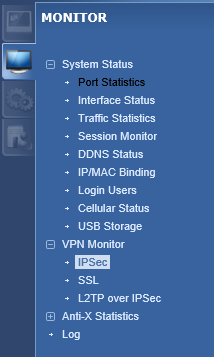 MONITOR
System Status
Port Statistics
Interface Status
Traffic Statistics
Session Monitor
DDNS Status
IP/MAC Binding
Login Users
Cellular Status
USB Storage
VPN Monitor
IPSec
SSL
L2TP over IPSec
Anti-X Statistics
Log